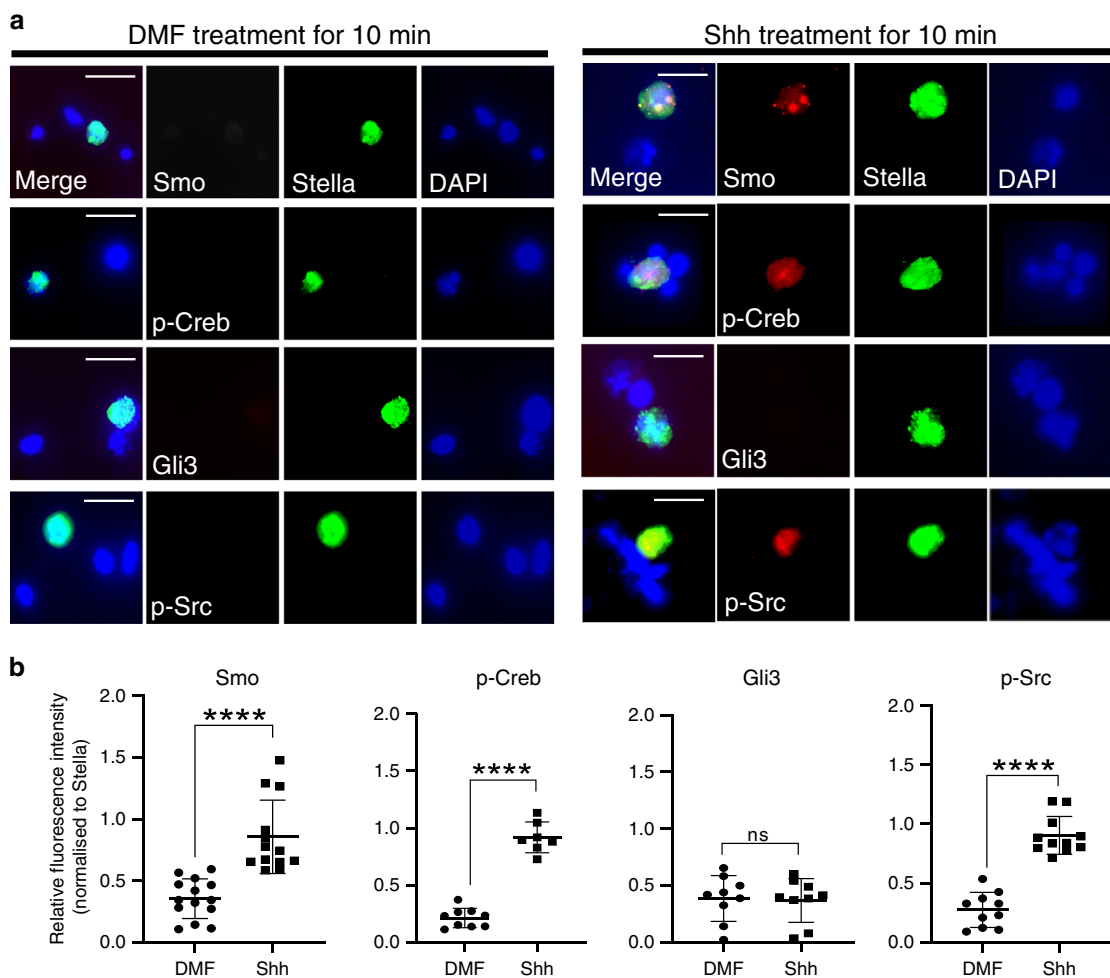 a
DMF treatment for 10 min
Shh treatment for 10 min
Merge Smo Stella DAPI
Merge Smo Stella DAPI
p-Creb
p-Creb
Gli3
Gli3
p-Src
p-Src
b
Smo
p-Creb
Gli3
p-Src
Relative fluorescence intensity
(normalised to Stella)
2.0
1.5
1.0
0.5
0.0
****
DMF Shh
2.0
1.5
1.0
0.5
0.0
****
DMF Shh
2.0
1.5
1.0
0.5
0.0
ns
DMF Shh
2.0
1.5
1.0
0.5
0.0
****
DMF Shh